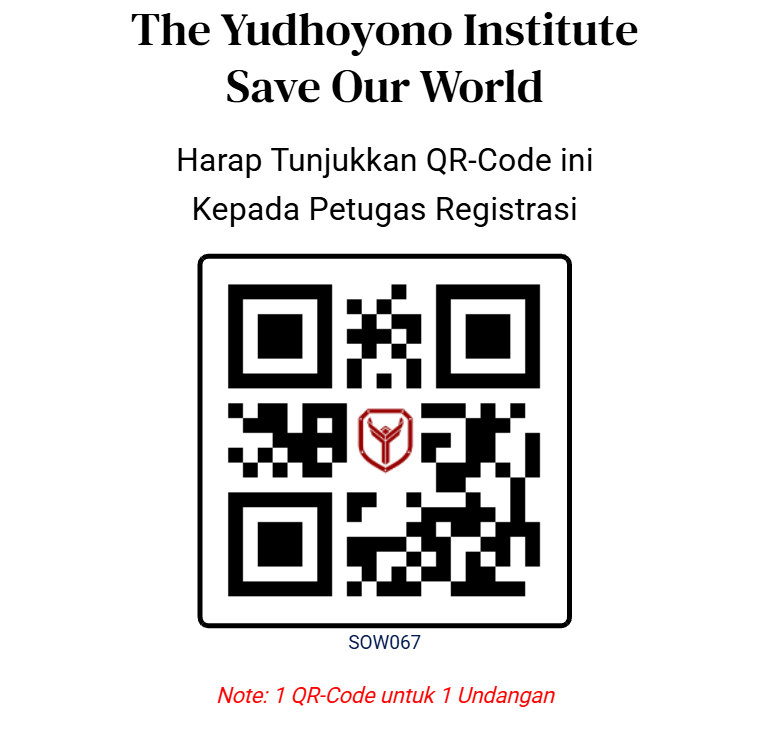 The Yudhoyono Institute
Save Our World
Harap Tunjukkan QR-Code ini
Kepada Petugas Registrasi
SOW067
Note: 1 QR-Code untuk 1 Undangan